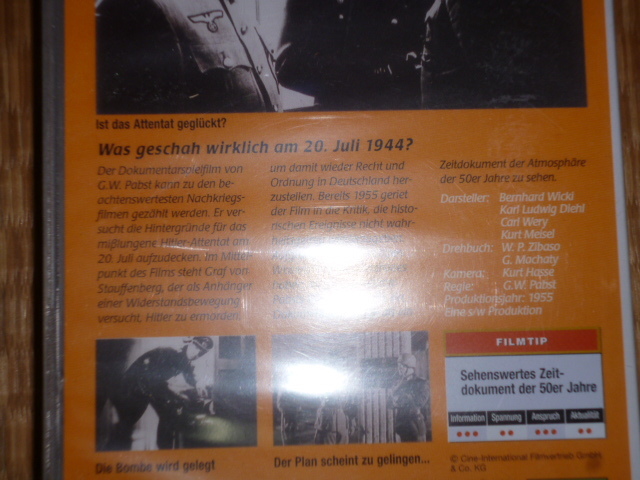 Ist das Attentat geglückt?
Was geschah wirklich am 20. Juli 1944?
Der Dokumentarspielfilm von
G.W. Pabst kann zu den be-
achtenswertesten Nachkriegs-
filmen gezählt werden. Er ver-
sucht die Hintergründe für das
mißlungene Hitler-Attentat am
20. Juli aufzudecken. Im Mittel-
punkt des Films steht Graf von
Stauffenberg, der als Anhänger
einer Widerstandsbewegung
versucht, Hitler zu ermorden
um damit wieder Recht und
Ordnung in Deutschland her-
zustellen. Bereits 1955 geriet
der Film in die Kritik, die histo-
rischen Ereignisse nicht wahr-
Zeitdokument der Atmosphäre
der 50er Jahre zu sehen.
Darsteller: Bernhard Wicki
Karl Ludwig Diehl
Carl Wery
Kurt Meisel
Drehbuch: W. P. Zibaso
G. Machaty
Kamera: Kurt Hasse
Regie: G.W. Pabst
Produktionsjahr: 1955
Eine s/w Produktion
FILMTIP
Sehenswertes Zeit-
dokument der 50er Jahre
Information Spannung Anspruch Aktualität
Die Bombe wird gelegt
Der Plan scheint zu gelingen...
© Cine-International Filmvertrieb GmbH
& Co. KG